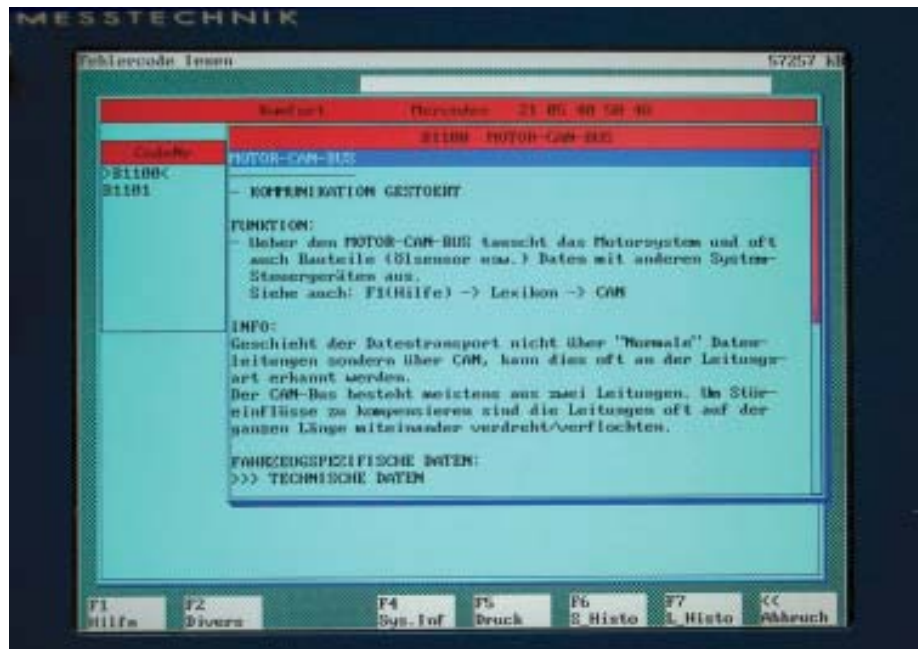 MESSTECHNIK
Fehlercode lesen 57257 KB
Komfort Mercedes 21 05 40 50 40
B1100 MOTOR-CAN-BUS
CodeNr
MOTOR-CAN-BUS
>B1100<
B1101
- KOMMUNIKATION GESTOERT
FUNKTION:
- Ueber den MOTOR-CAN-BUS tauscht das Motorsystem und oft
auch Bauteile (Ölsensor usw.) Daten mit anderen System-
Steuergeräten aus.
Siehe auch: F1(Hilfe) -> Lexikon -> CAN
INFO:
Geschieht der Datentransport nicht über "Normale" Daten-
leitungen sondern über CAN, kann dies oft an der Leitungs-
art erkannt werden.
Der CAN-Bus besteht meistens aus zwei Leitungen. Um Stör-
einflüsse zu kompensieren sind die Leitungen oft auf der
ganzen Länge miteinander verdreht/verflochten.
FAHRZEUGSPEZIFISCHE DATEN:
>>> TECHNISCHE DATEN
F1 F2 F4 F5 F6 F7 <<
Hilfe Divers Sys.Inf Druck S_Histo L_Histo Abbruch